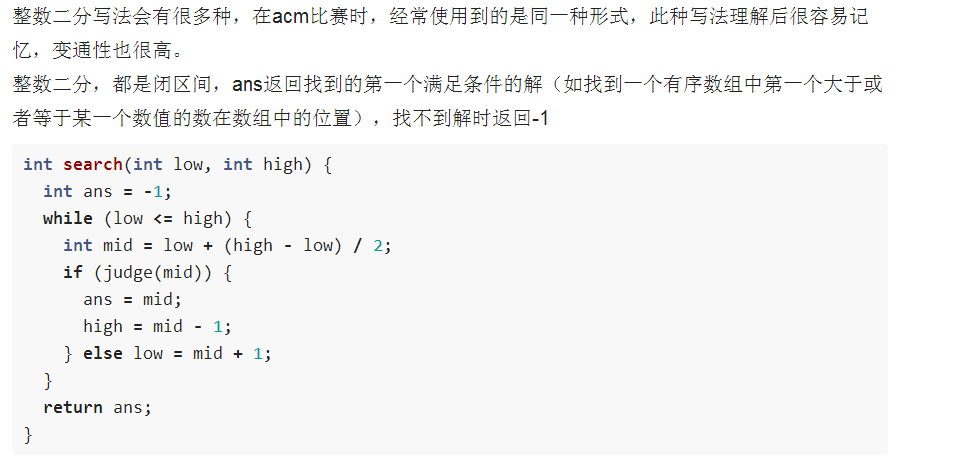 整数二分写法会有很多种，在acm比赛时，经常使用到的是同一种形式，此种写法理解后很容易记
忆，变通性也很高。
整数二分，都是闭区间，ans返回找到的第一个满足条件的解（如找到一个有序数组中第一个大于或
者等于某一个数值的数在数组中的位置），找不到解时返回-1
int search(int low, int high) {
  int ans = -1;
  while (low <= high) {
    int mid = low + (high - low) / 2;
    if (judge(mid)) {
      ans = mid;
      high = mid - 1;
    } else low = mid + 1;
  }
  return ans;
}